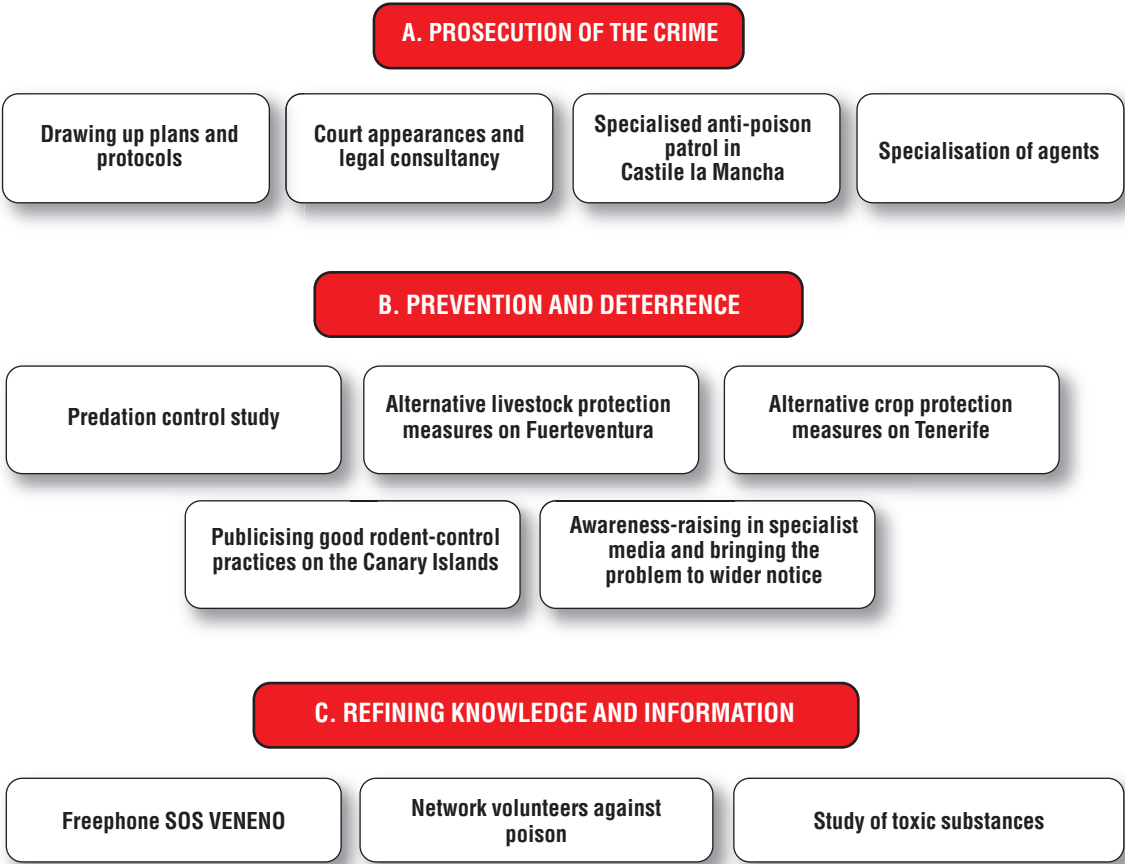 A. PROSECUTION OF THE CRIME
Drawing up plans and
protocols
Court appearances and
legal consultancy
Specialised anti-poison
patrol in
Castile la Mancha
Specialisation of agents
B. PREVENTION AND DETERRENCE
Predation control study
Alternative livestock protection
measures on Fuerteventura
Alternative crop protection
measures on Tenerife
Publicising good rodent-control
practices on the Canary Islands
Awareness-raising in specialist
media and bringing the
problem to wider notice
C. REFINING KNOWLEDGE AND INFORMATION
Freephone SOS VENENO
Network volunteers against
poison
Study of toxic substances